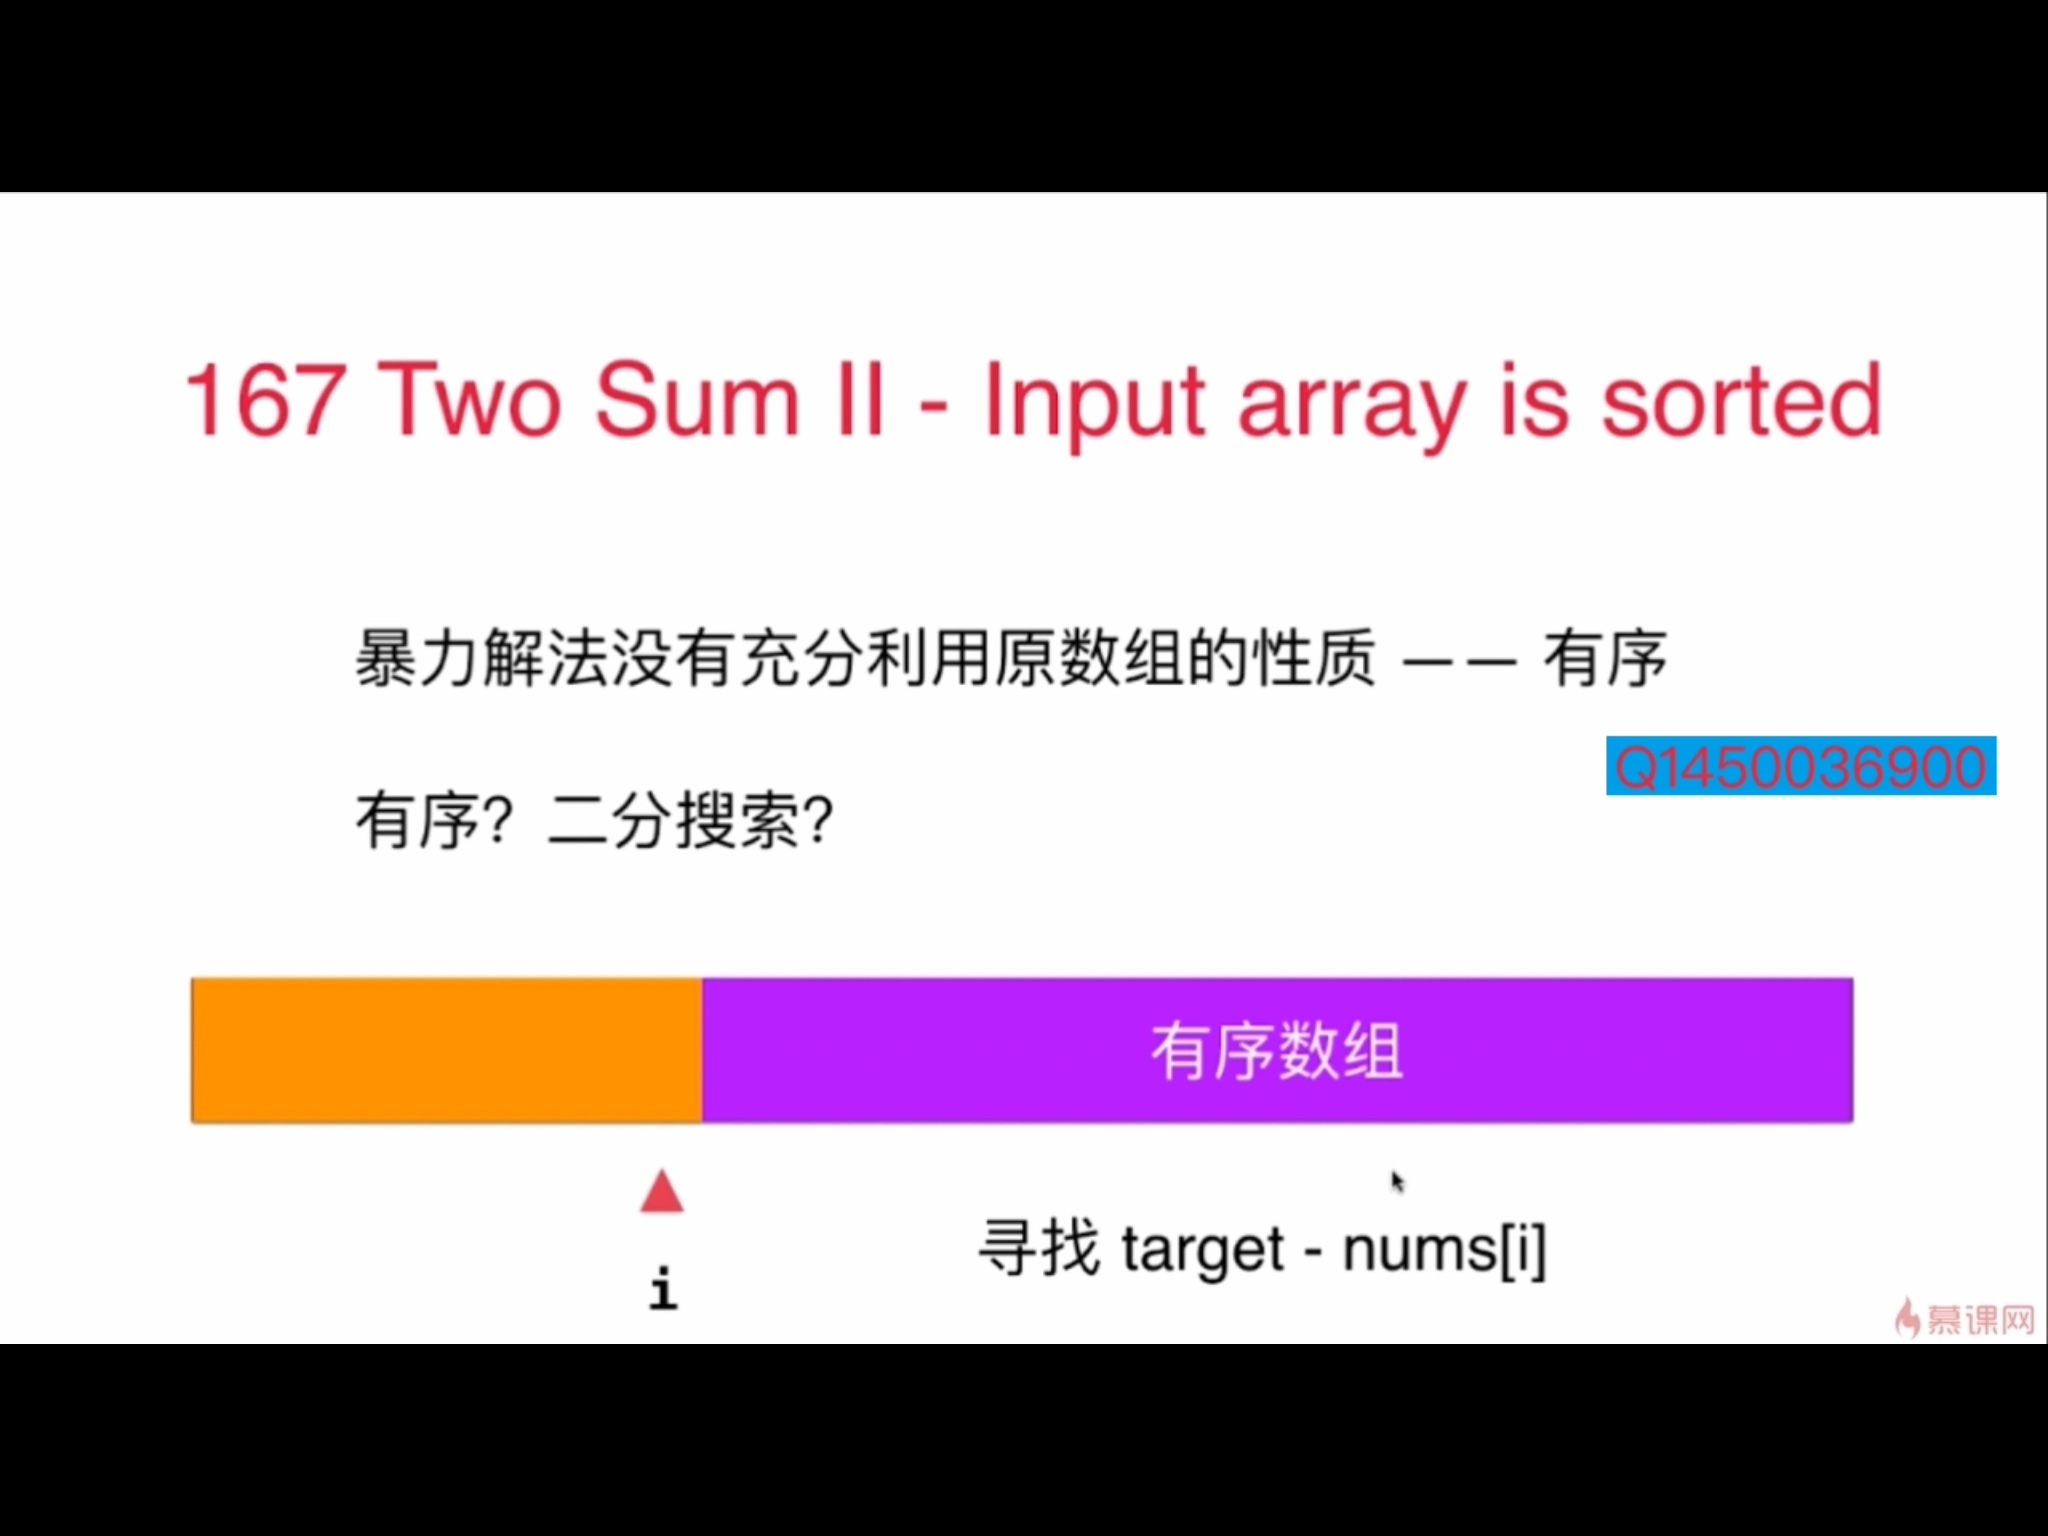 167 Two Sum II - Input array is sorted
暴力解法没有充分利用原数组的性质 —— 有序
Q1450036900
有序？二分搜索？
有序数组
寻找 target - nums[i]
i
慕课网